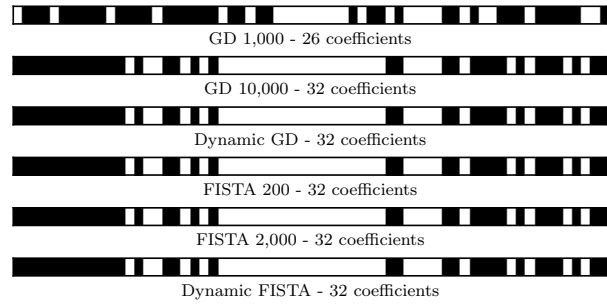 GD 1,000 - 26 coefficients
GD 10,000 - 32 coefficients
Dynamic GD - 32 coefficients
FISTA 200 - 32 coefficients
FISTA 2,000 - 32 coefficients
Dynamic FISTA - 32 coefficients